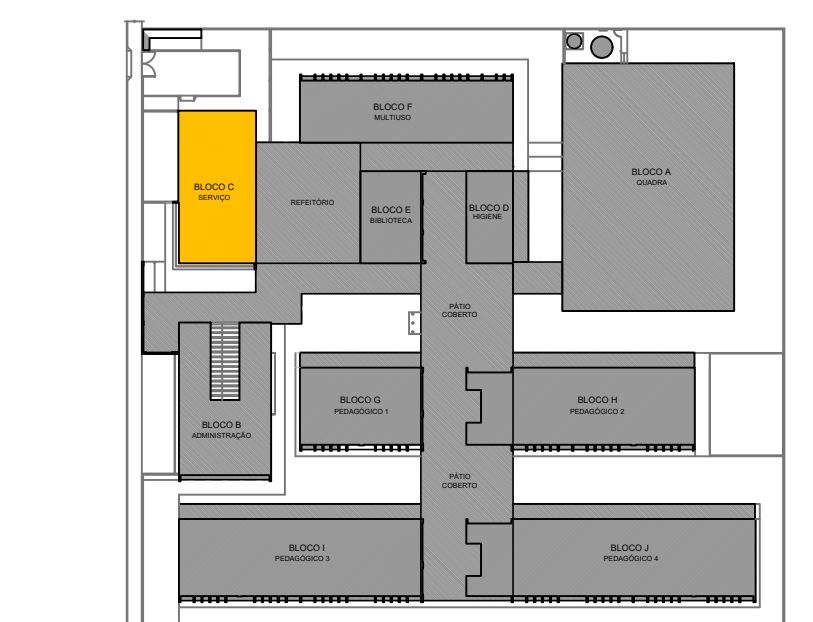 BLOCO F
MULTIUSO
BLOCO A
QUADRA
BLOCO C
SERVIÇO
REFEITÓRIO
BLOCO E
BIBLIOTECA
BLOCO D
HIGIENE
PÁTIO
COBERTO
BLOCO G
PEDAGÓGICO 1
BLOCO H
PEDAGÓGICO 2
BLOCO B
ADMINISTRAÇÃO
PÁTIO
COBERTO
BLOCO I
PEDAGÓGICO 3
BLOCO J
PEDAGÓGICO 4